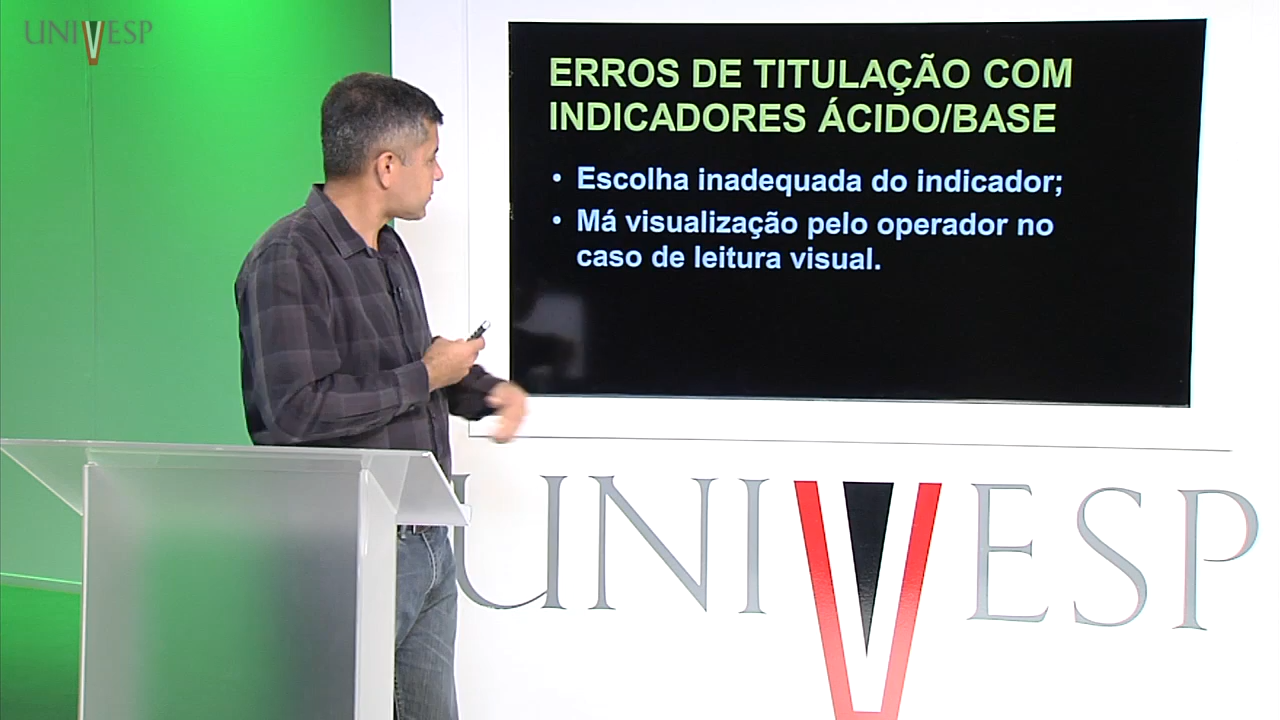 UNIVESP
ERROS DE TITULAÇÃO COM
INDICADORES ÁCIDO/BASE
• Escolha inadequada do indicador;
• Má visualização pelo operador no
caso de leitura visual.
UNIVESP